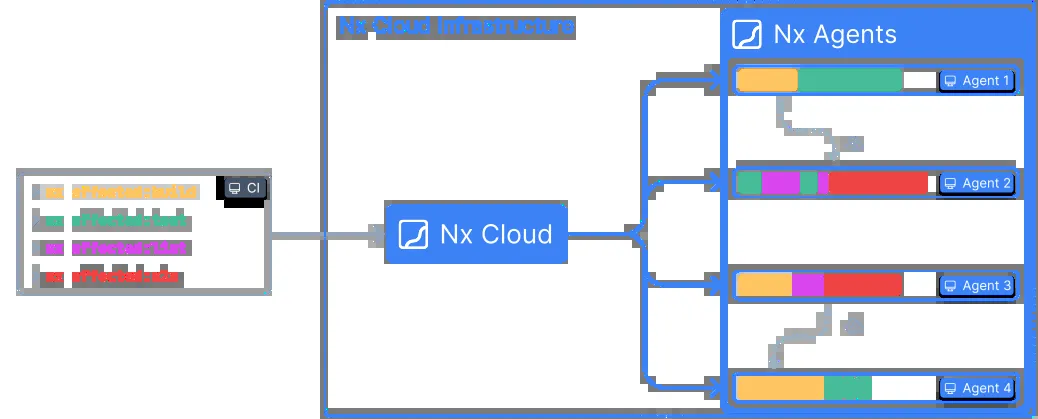 Nx Cloud Infrastructure
Nx Agents
Agent 1
CI
nx affected:build
nx affected:test
nx affected:lint
nx affected:e2e
Agent 2
Nx Cloud
Agent 3
Agent 4